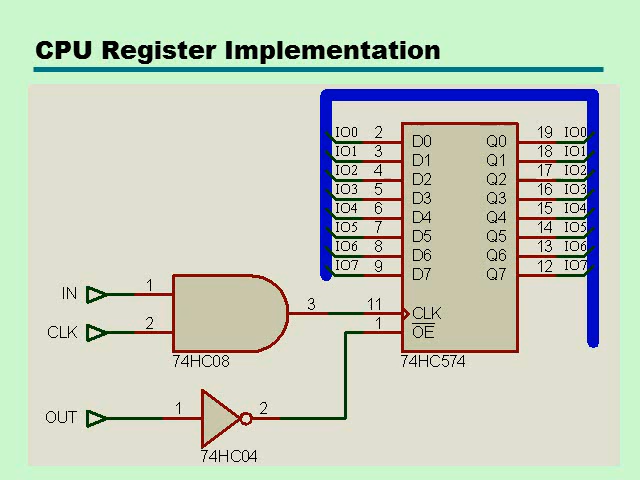 CPU Register Implementation
IO0 2 D0 Q0 19 IO0
IO1 3 D1 Q1 18 IO1
IO2 4 D2 Q2 17 IO2
IO3 5 D3 Q3 16 IO3
IO4 6 D4 Q4 15 IO4
IO5 7 D5 Q5 14 IO5
IO6 8 D6 Q6 13 IO6
IO7 9 D7 Q7 12 IO7
IN 1
3 11 CLK
CLK 2
1 OE
74HC08
74HC574
OUT 1 2
74HC04